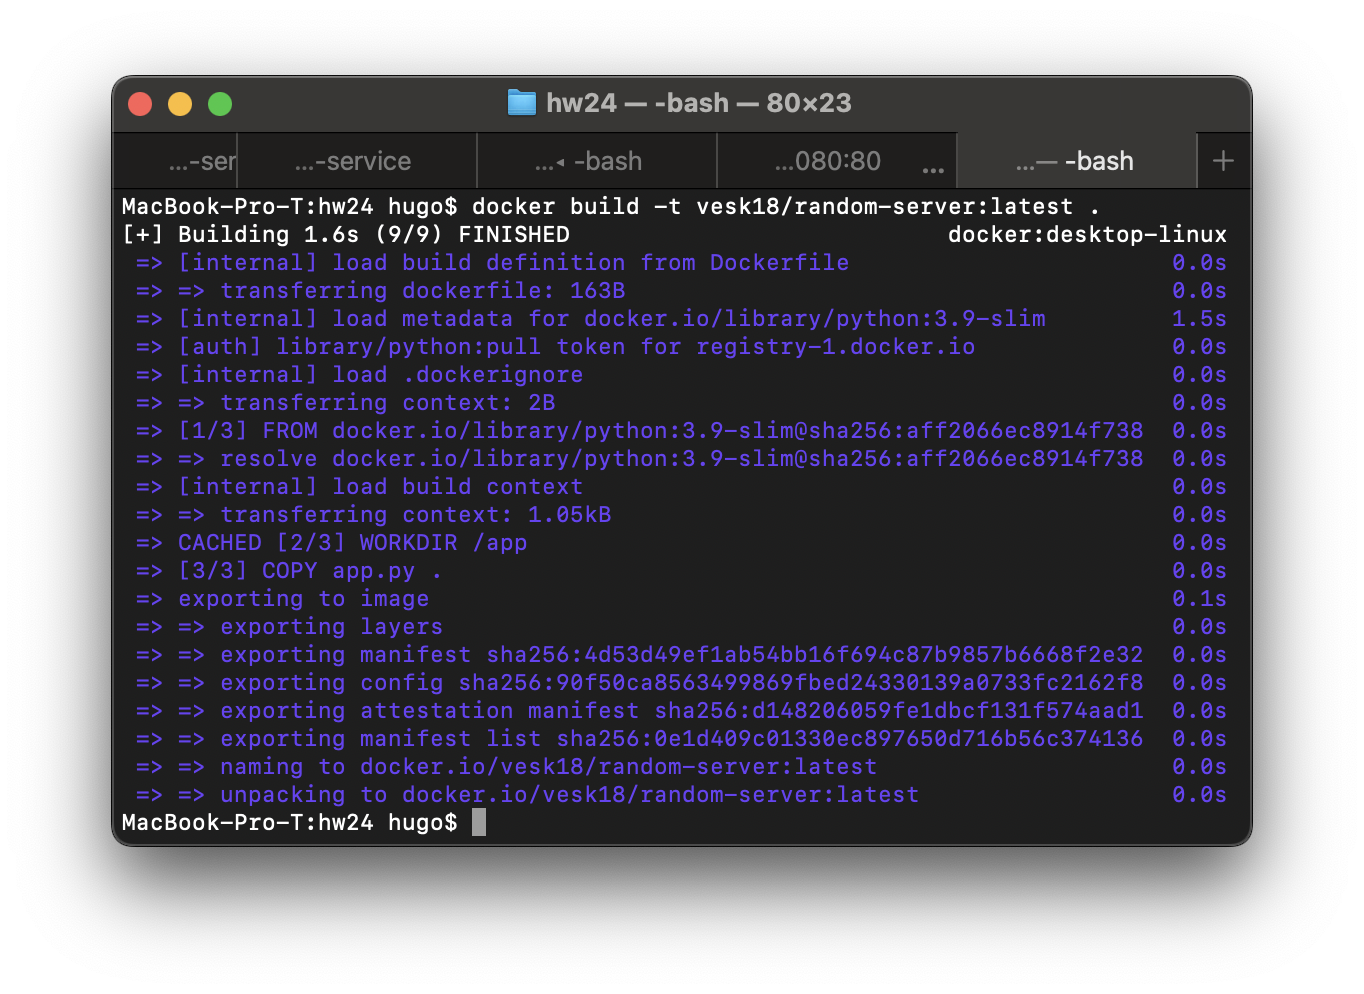 hw24 — -bash — 80×23
...-ser ...-service ...◂ -bash ...080:80 ... ...— -bash +
MacBook-Pro-T:hw24 hugo$ docker build -t vesk18/random-server:latest .
[+] Building 1.6s (9/9) FINISHED docker:desktop-linux
=> [internal] load build definition from Dockerfile 0.0s
=> => transferring dockerfile: 163B 0.0s
=> [internal] load metadata for docker.io/library/python:3.9-slim 1.5s
=> [auth] library/python:pull token for registry-1.docker.io 0.0s
=> [internal] load .dockerignore 0.0s
=> => transferring context: 2B 0.0s
=> [1/3] FROM docker.io/library/python:3.9-slim@sha256:aff2066ec8914f738 0.0s
=> => resolve docker.io/library/python:3.9-slim@sha256:aff2066ec8914f738 0.0s
=> [internal] load build context 0.0s
=> => transferring context: 1.05kB 0.0s
=> CACHED [2/3] WORKDIR /app 0.0s
=> [3/3] COPY app.py . 0.0s
=> exporting to image 0.1s
=> => exporting layers 0.0s
=> => exporting manifest sha256:4d53d49ef1ab54bb16f694c87b9857b6668f2e32 0.0s
=> => exporting config sha256:90f50ca8563499869fbed24330139a0733fc2162f8 0.0s
=> => exporting attestation manifest sha256:d148206059fe1dbcf131f574aad1 0.0s
=> => exporting manifest list sha256:0e1d409c01330ec897650d716b56c374136 0.0s
=> => naming to docker.io/vesk18/random-server:latest 0.0s
=> => unpacking to docker.io/vesk18/random-server:latest 0.0s
MacBook-Pro-T:hw24 hugo$